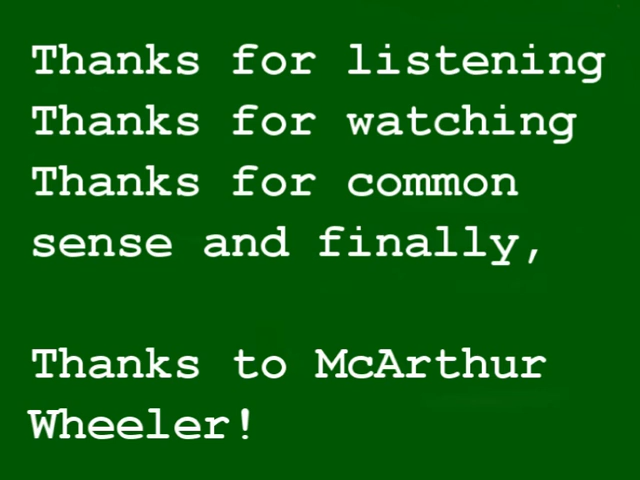 Thanks for listening
Thanks for watching
Thanks for common
sense and finally,
Thanks to McArthur
Wheeler!